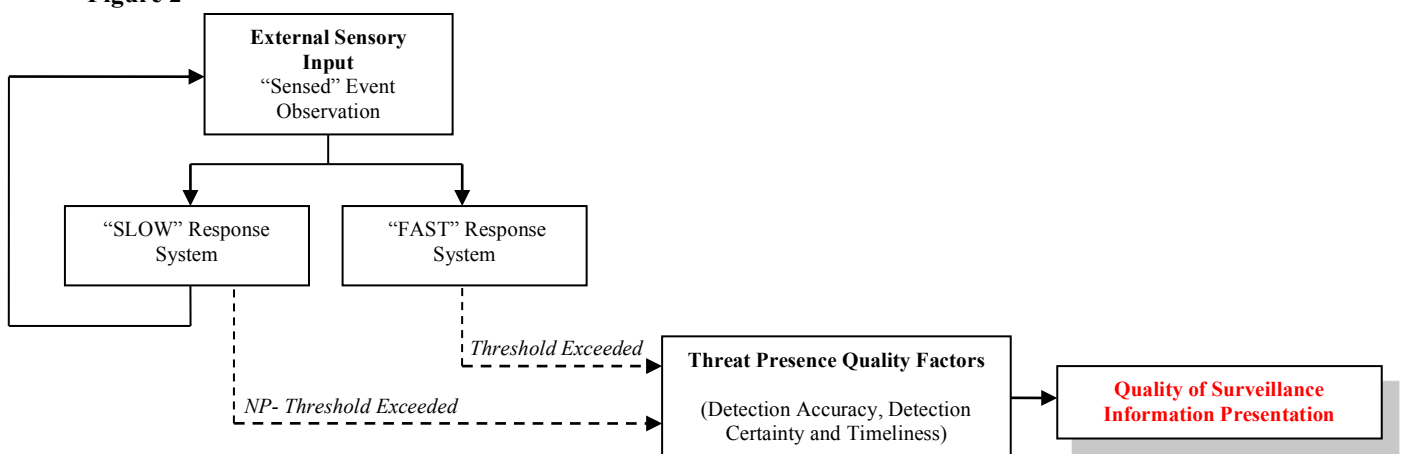 Figure 2
External Sensory
Input
“Sensed” Event
Observation
“SLOW” Response
System
“FAST” Response
System
Threshold Exceeded
NP- Threshold Exceeded
Threat Presence Quality Factors
(Detection Accuracy, Detection
Certainty and Timeliness)
Quality of Surveillance
Information Presentation